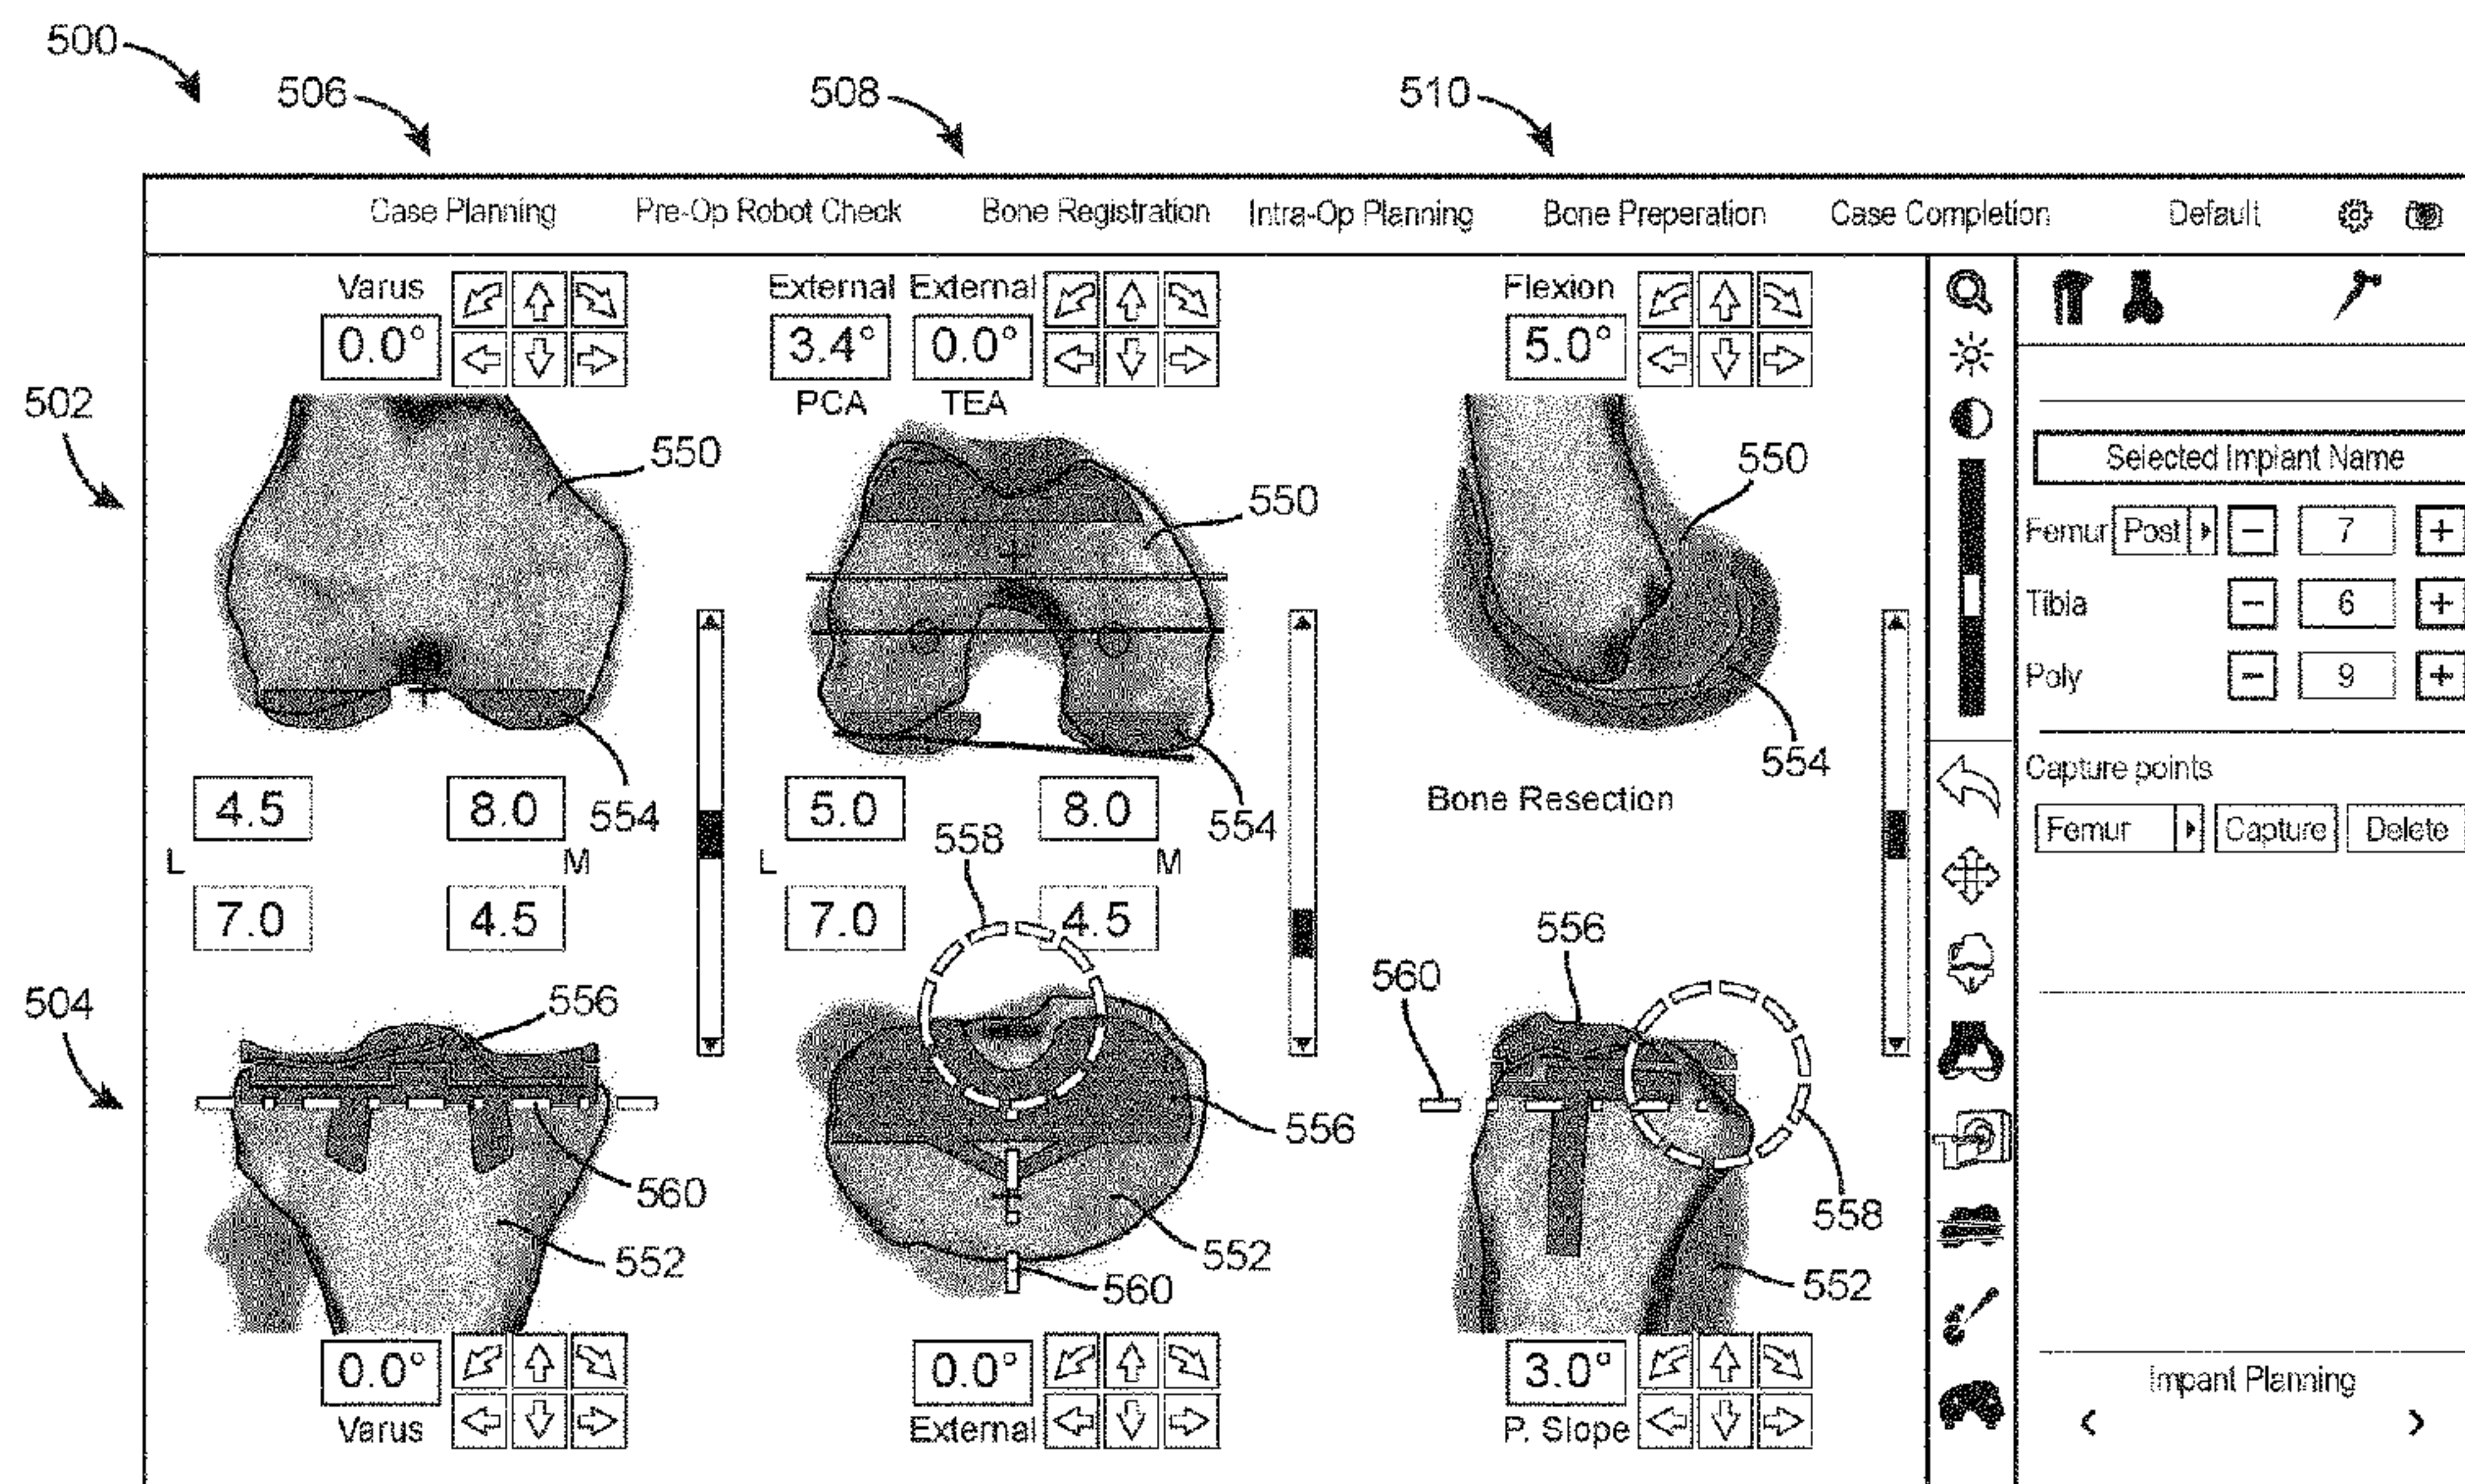 500
506 508 510
Case Planning Pre-Op Robot Check Bone Registration Intra-Op Planning Bone Preperation Case Completion Default
Varus External External Flexion
0.0° 3.4° 0.0° 5.0°
PCA TEA
502
550 550 550
Selected Implant Name
Femur Post - 7 +
Tibia - 6 +
Poly - 9 +
554 554 554
Capture points
Femur Capture Delete
4.5 8.0 5.0 8.0 Bone Resection
L M L M
558
7.0 4.5 7.0 4.5
556 560
504
556
556
560 558
552 552 552
560
0.0° 0.0° 3.0°
Varus External P. Slope
Impant Planning
< >